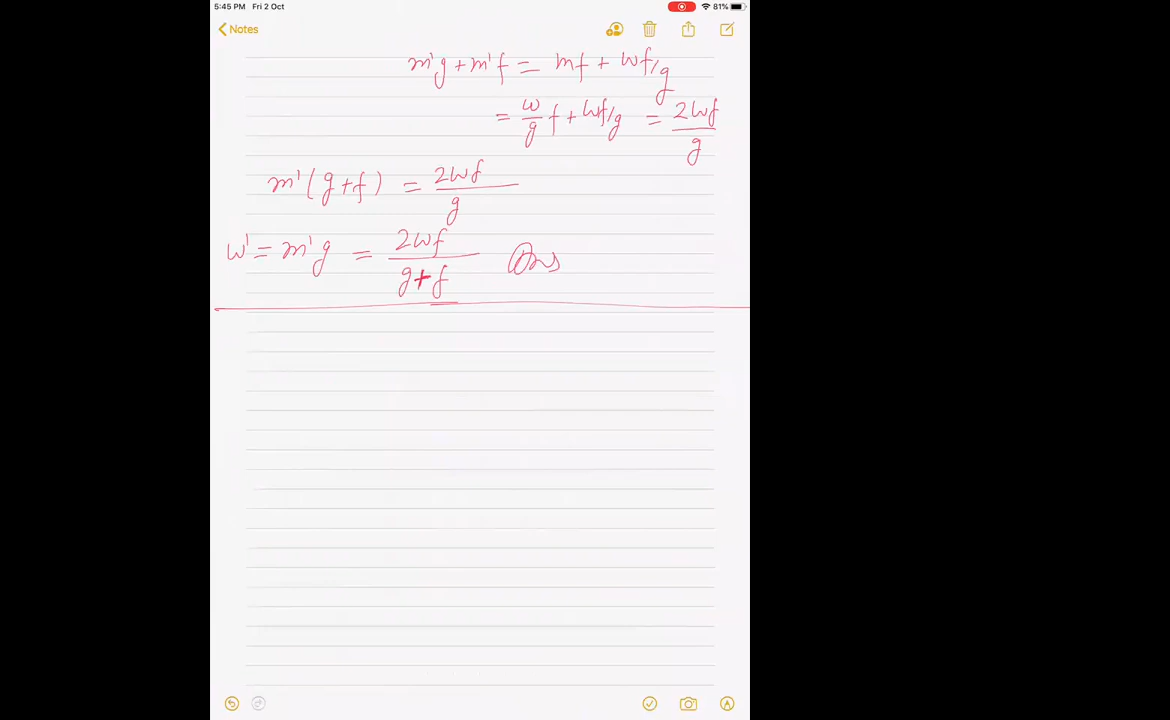 5:45 PM Fri 2 Oct 81%
Notes
m'g + m'f = mf + Wf/g
= w/g f + Wf/g = 2Wf/g
m'(g+f) = 2Wf/g
W' = m'g = 2Wf/g+f Ans